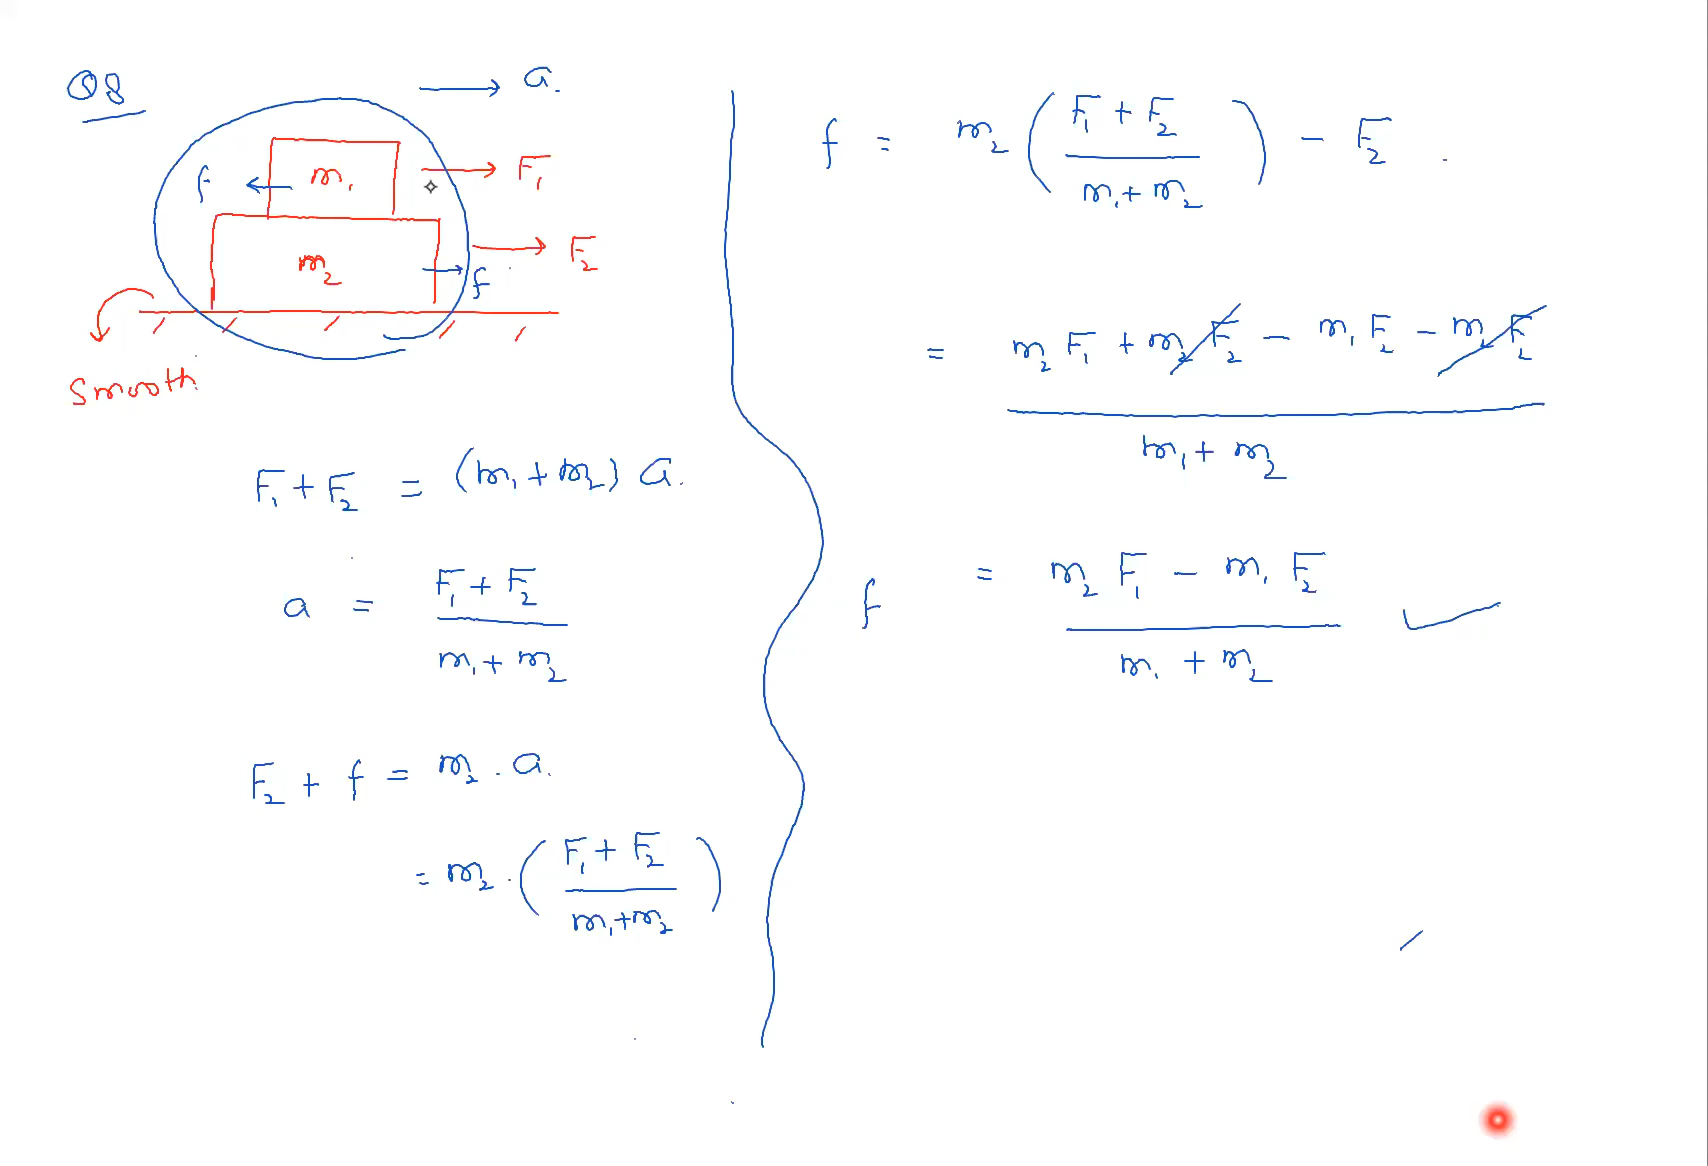 Q8
a.
f m₁ F₁
m₂ f F₂
Smooth
F₁ + F₂ = (m₁ + m₂) a.
a = (F₁ + F₂) / (m₁ + m₂)
F₂ + f = m₂ . a.
= m₂ . ((F₁ + F₂) / (m₁ + m₂))
f = m₂ ((F₁ + F₂) / (m₁ + m₂)) - F₂
= (m₂ F₁ + m₂ F₂ - m₁ F₂ - m₂ F₂) / (m₁ + m₂)
f = (m₂ F₁ - m₁ F₂) / (m₁ + m₂)